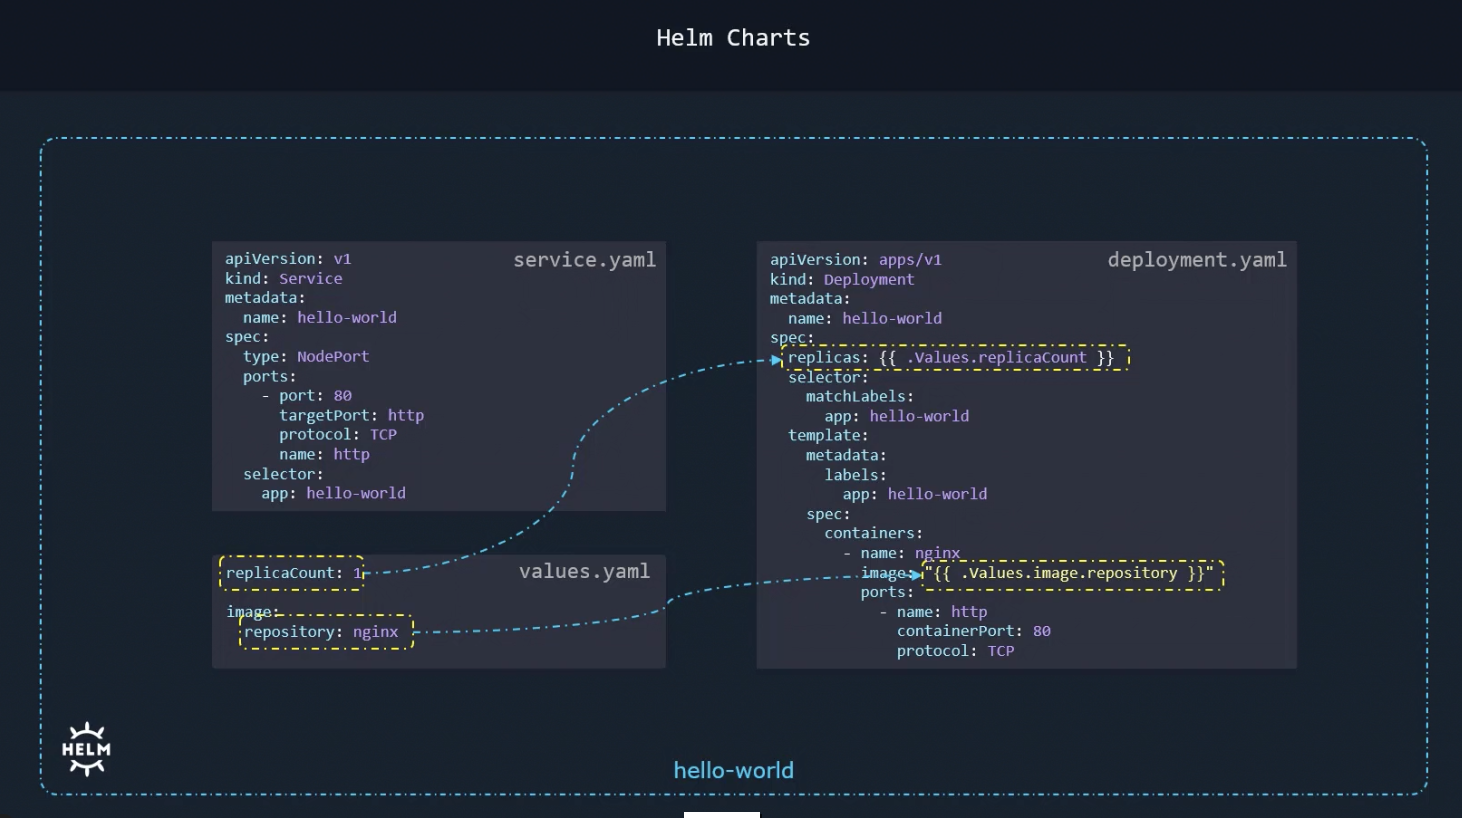 Helm Charts
service.yaml
apiVersion: v1
kind: Service
metadata:
  name: hello-world
spec:
  type: NodePort
  ports:
    - port: 80
      targetPort: http
      protocol: TCP
      name: http
  selector:
    app: hello-world
values.yaml
replicaCount: 1
image:
  repository: nginx
deployment.yaml
apiVersion: apps/v1
kind: Deployment
metadata:
  name: hello-world
spec:
  replicas: {{ .Values.replicaCount }}
  selector:
    matchLabels:
      app: hello-world
  template:
    metadata:
      labels:
        app: hello-world
    spec:
      containers:
        - name: nginx
          image: "{{ .Values.image.repository }}"
          ports:
            - name: http
              containerPort: 80
              protocol: TCP
HELM
hello-world